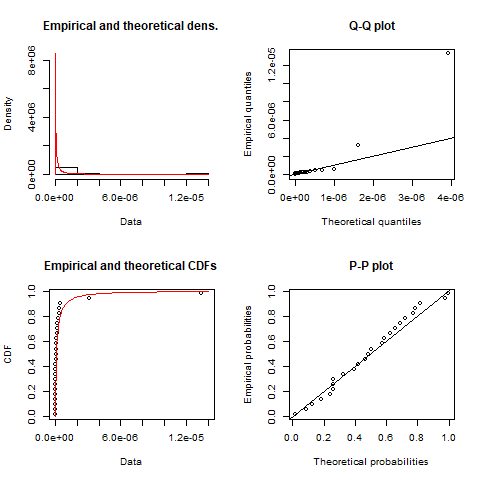 Empirical and theoretical dens.
Density
0e+00 4e+06 8e+06
0.0e+00 6.0e-06 1.2e-05
Data
Q-Q plot
Empirical quantiles
0.0e+00 6.0e-06 1.2e-05
0e+00 1e-06 2e-06 3e-06 4e-06
Theoretical quantiles
Empirical and theoretical CDFs
CDF
0.0 0.2 0.4 0.6 0.8 1.0
0.0e+00 6.0e-06 1.2e-05
Data
P-P plot
Empirical probabilities
0.0 0.2 0.4 0.6 0.8 1.0
0.0 0.2 0.4 0.6 0.8 1.0
Theoretical probabilities